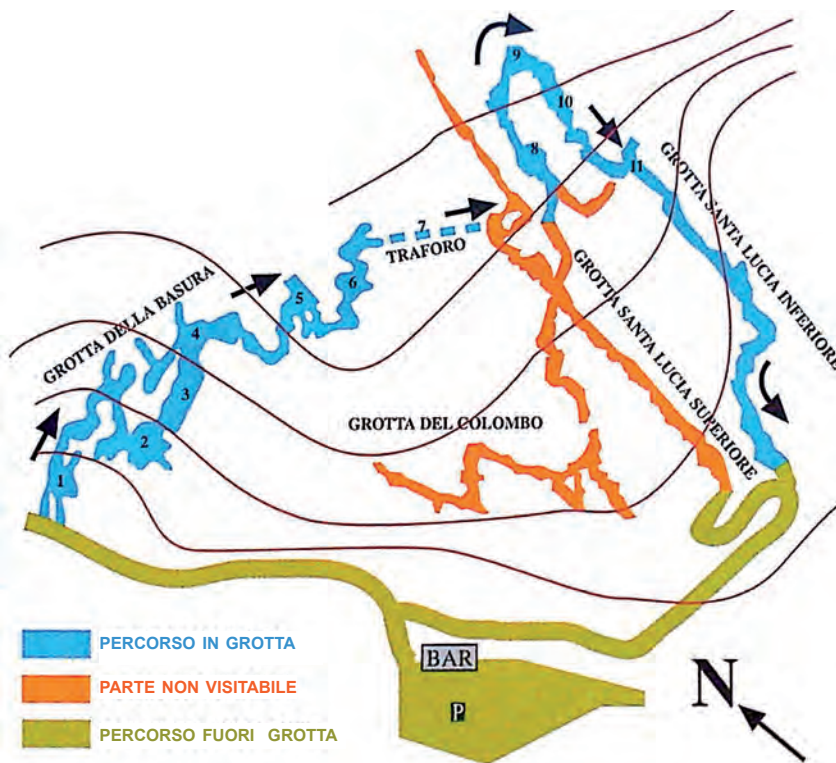 9
10
8
11
GROTTA SANTA LUCIA INFERIORE
7
TRAFORO
6
5
GROTTA DELLA BASURA
4
3
2
1
GROTTA SANTA LUCIA SUPERIORE
GROTTA DEL COLOMBO
PERCORSO IN GROTTA
PARTE NON VISITABILE
PERCORSO FUORI GROTTA
BAR
P
N